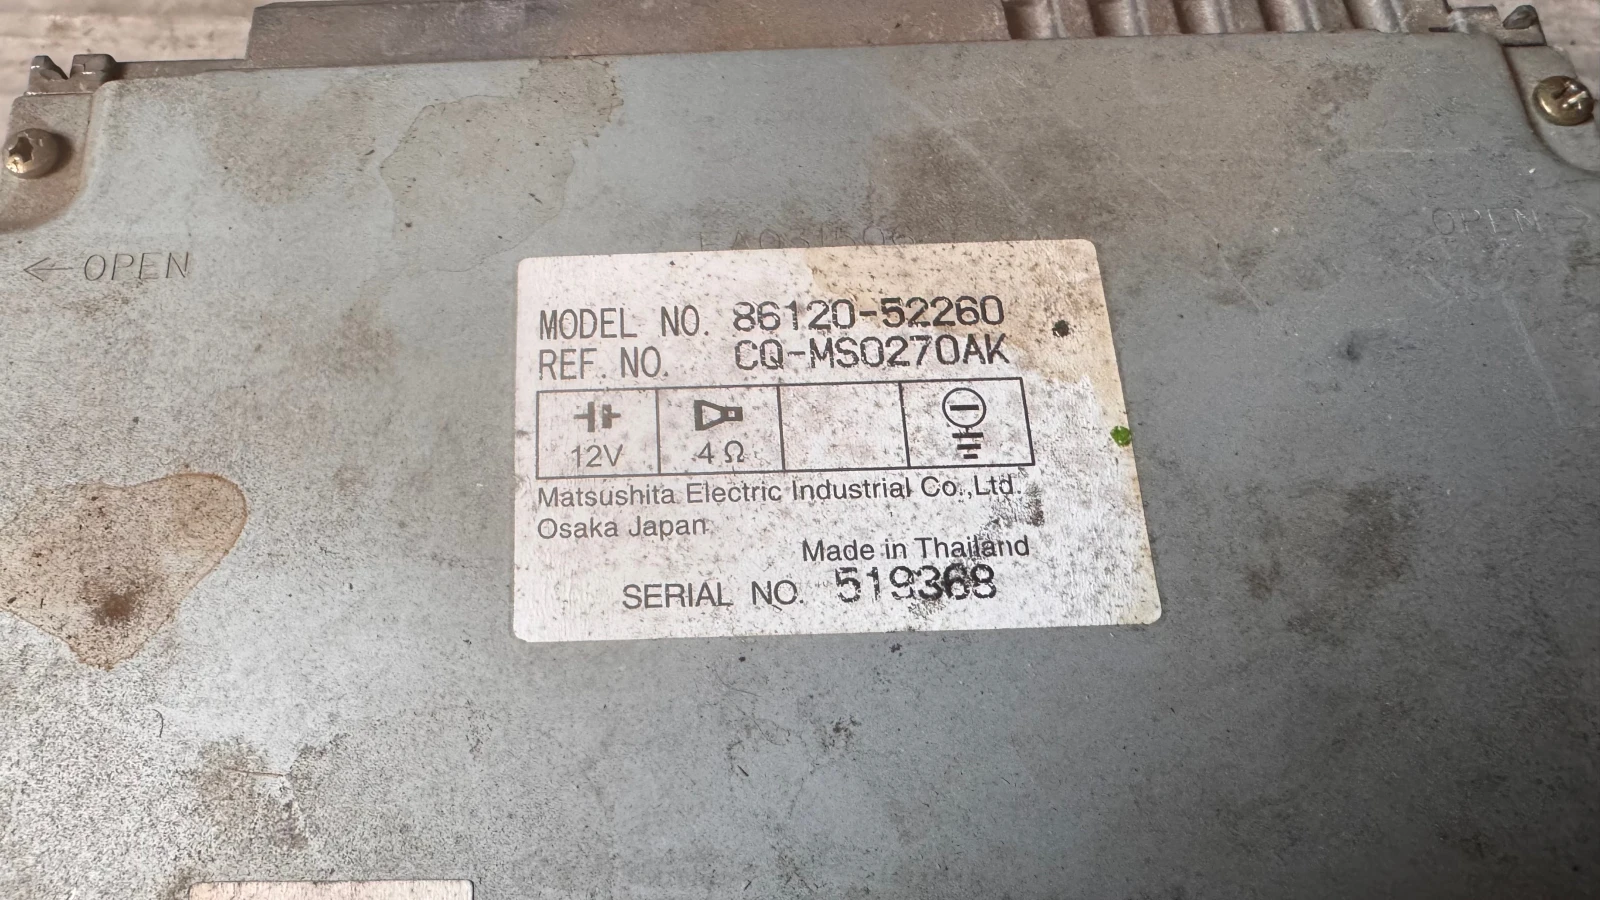 ← OPEN
OPEN →
MODEL NO. 86120-52260
REF. NO. CQ-MS0270AK
12V
4 Ω
Matsushita Electric Industrial Co.,Ltd.
Osaka Japan
Made in Thailand
SERIAL NO. 519368